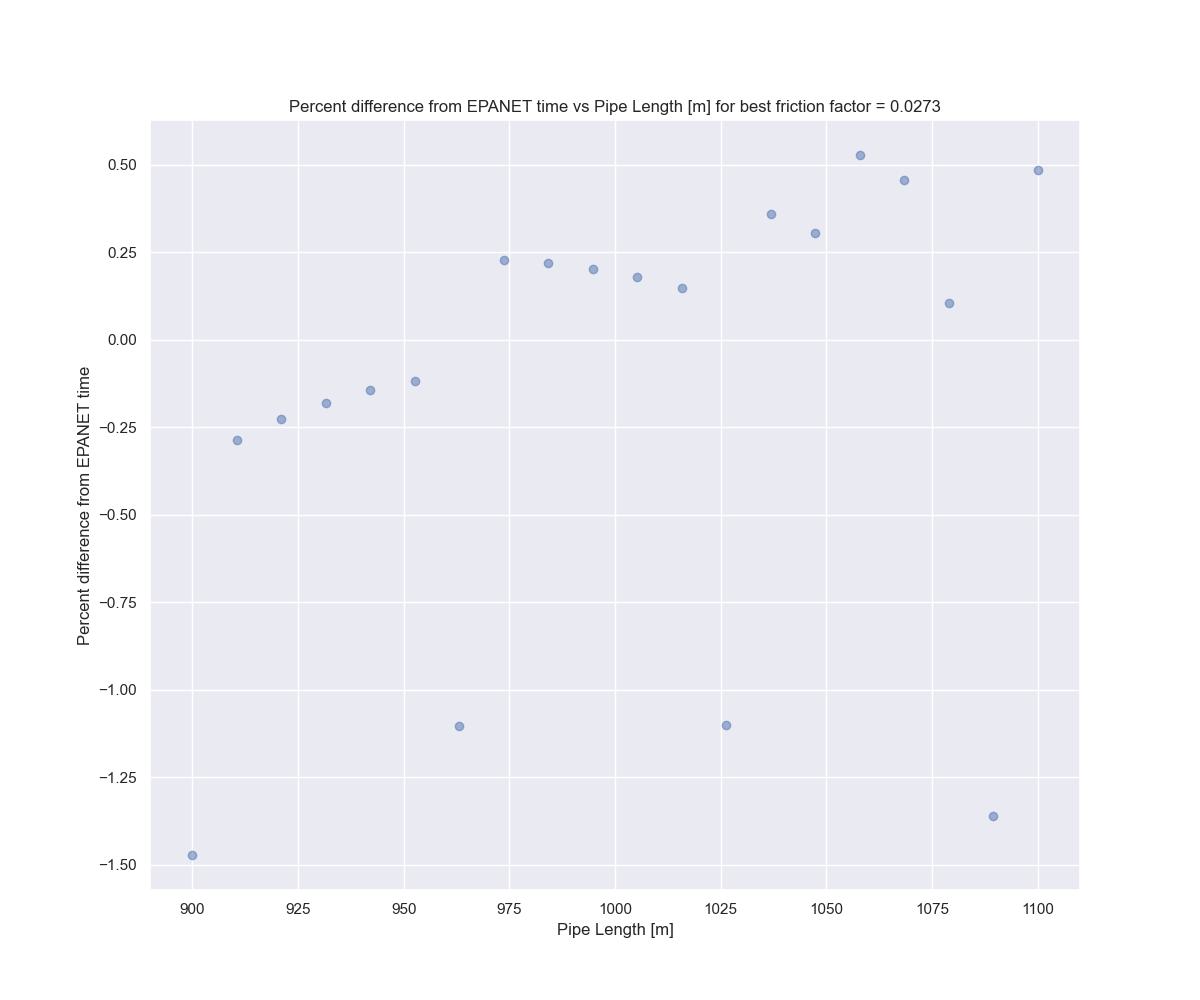 Percent difference from EPANET time vs Pipe Length [m] for best friction factor = 0.0273
0.50
0.25
0.00
−0.25
−0.50
−0.75
−1.00
−1.25
−1.50
Percent difference from EPANET time
900 925 950 975 1000 1025 1050 1075 1100
Pipe Length [m]